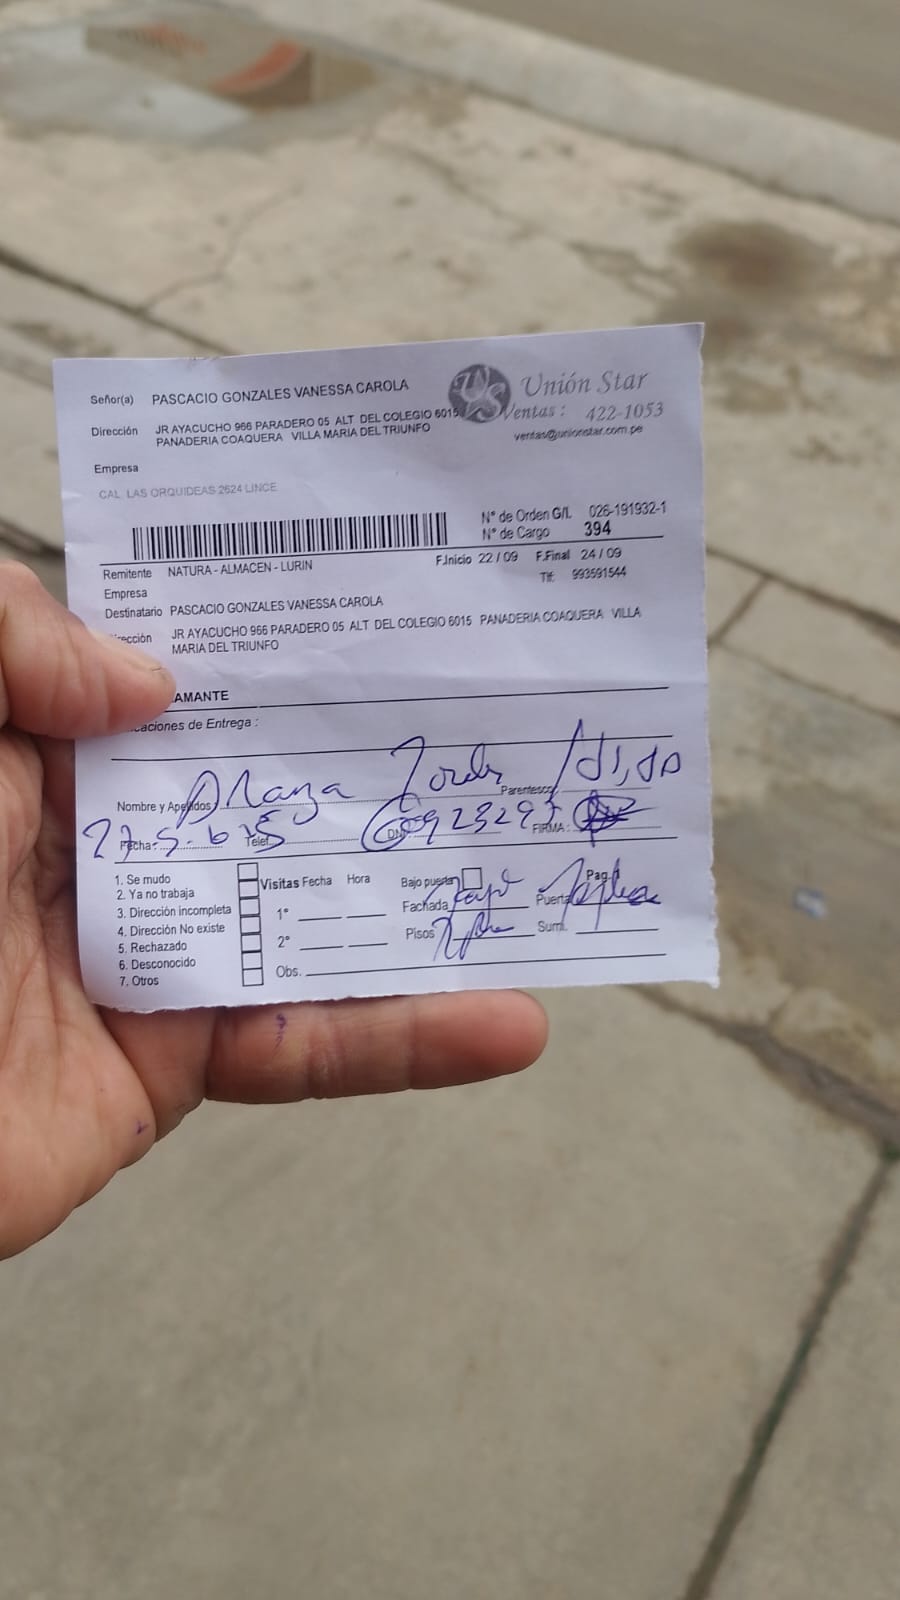 Señor(a) PASCACIO GONZALES VANESSA CAROLA
Unión Star
Ventas : 422-1053
ventas@unionstar.com.pe
Dirección JR AYACUCHO 966 PARADERO 05 ALT DEL COLEGIO 6015
PANADERIA COAQUERA VILLA MARIA DEL TRIUNFO
Empresa
CAL. LAS ORQUIDEAS 2624 LINCE
N° de Orden G/L 026-191932-1
N° de Cargo 394
Remitente NATURA - ALMACEN - LURIN
F.Inicio 22 / 09 F.Final 24 / 09
Empresa
Tlf: 993591544
Destinatario PASCACIO GONZALES VANESSA CAROLA
rección JR AYACUCHO 966 PARADERO 05 ALT DEL COLEGIO 6015 PANADERIA COAQUERA VILLA
MARIA DEL TRIUNFO
AMANTE
caciones de Entrega :
Nombre y Apellidos: Parentesco
Fecha: Telef. DNI FIRMA :
1. Se mudo
2. Ya no trabaja
3. Dirección incompleta
4. Dirección No existe
5. Rechazado
6. Desconocido
7. Otros
Visitas Fecha Hora
1°
2°
Obs.
Bajo puerta Pag.
Fachada Puerta
Pisos Sumi.